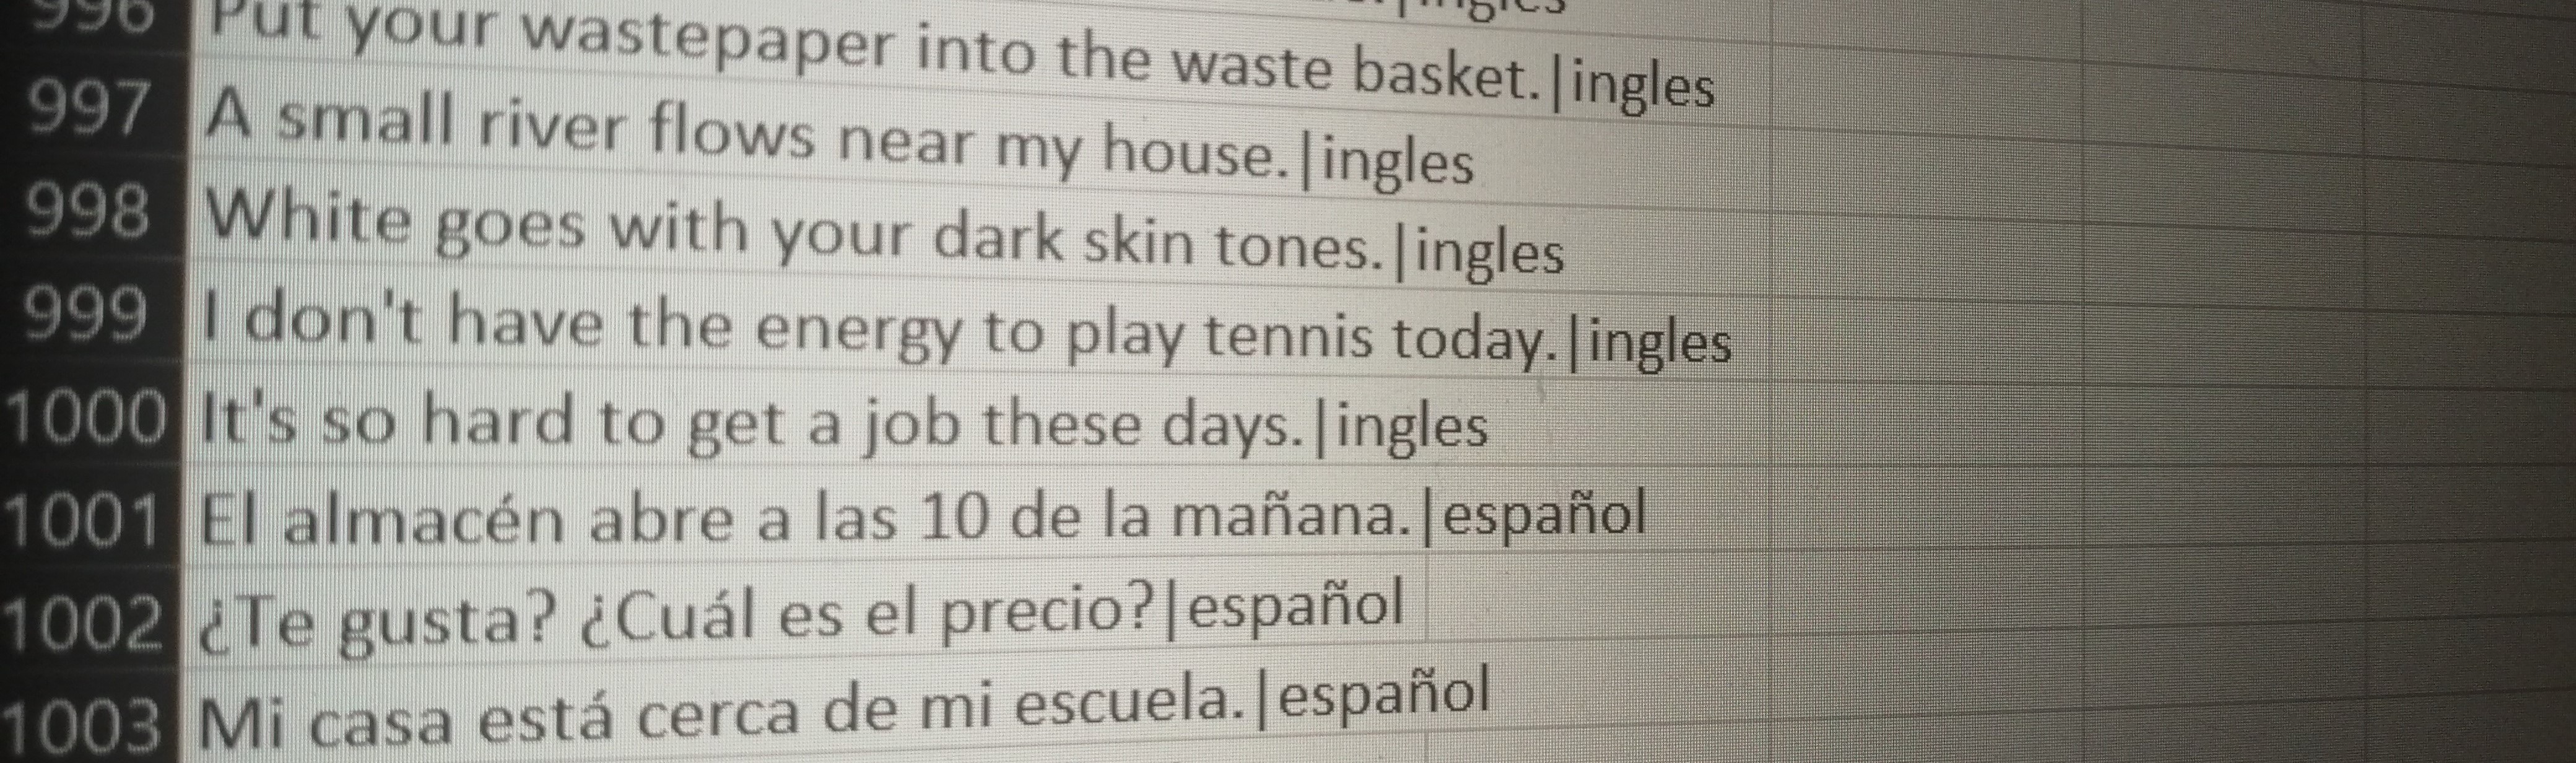 996 Put your wastepaper into the waste basket.|ingles
997 A small river flows near my house.|ingles
998 White goes with your dark skin tones.|ingles
999 I don't have the energy to play tennis today.|ingles
1000 It's so hard to get a job these days.|ingles
1001 El almacén abre a las 10 de la mañana.|español
1002 ¿Te gusta? ¿Cuál es el precio?|español
1003 Mi casa está cerca de mi escuela.|español